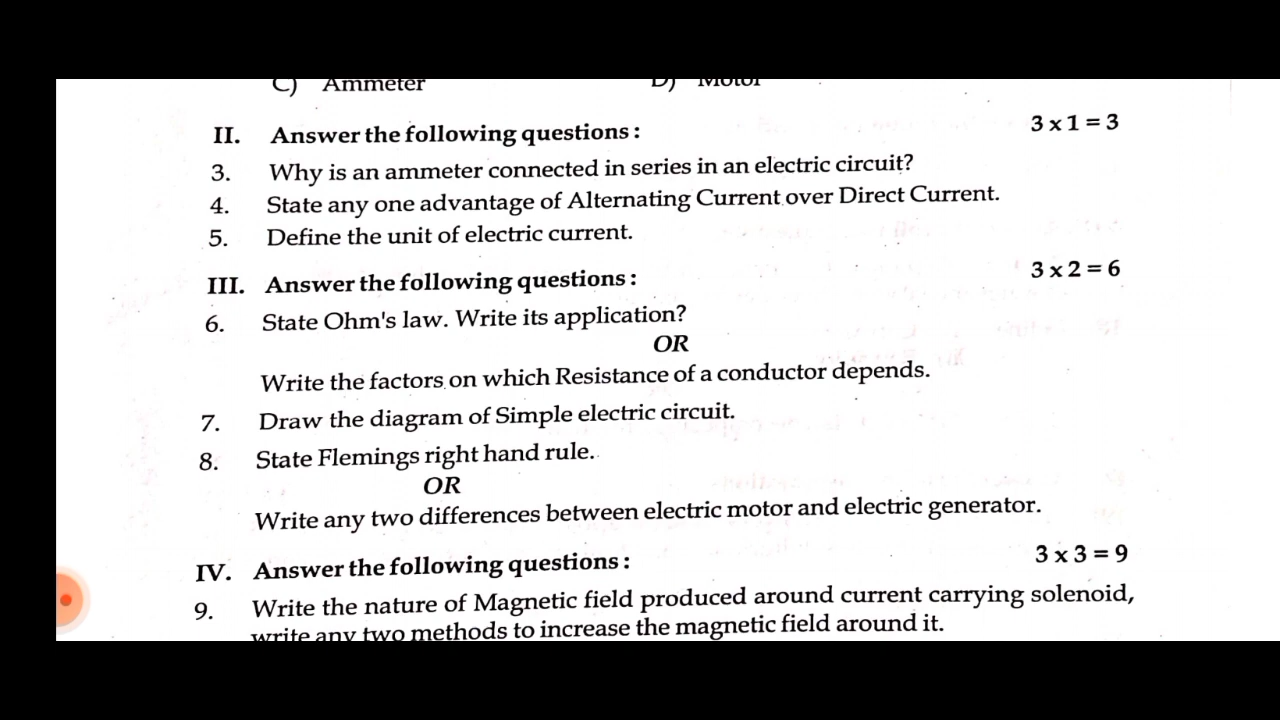 C) Ammeter D) Motor
II. Answer the following questions : 3 x 1 = 3
3. Why is an ammeter connected in series in an electric circuit?
4. State any one advantage of Alternating Current over Direct Current.
5. Define the unit of electric current.
III. Answer the following questions : 3 x 2 = 6
6. State Ohm's law. Write its application?
OR
Write the factors on which Resistance of a conductor depends.
7. Draw the diagram of Simple electric circuit.
8. State Flemings right hand rule.
OR
Write any two differences between electric motor and electric generator.
IV. Answer the following questions : 3 x 3 = 9
9. Write the nature of Magnetic field produced around current carrying solenoid,
write any two methods to increase the magnetic field around it.